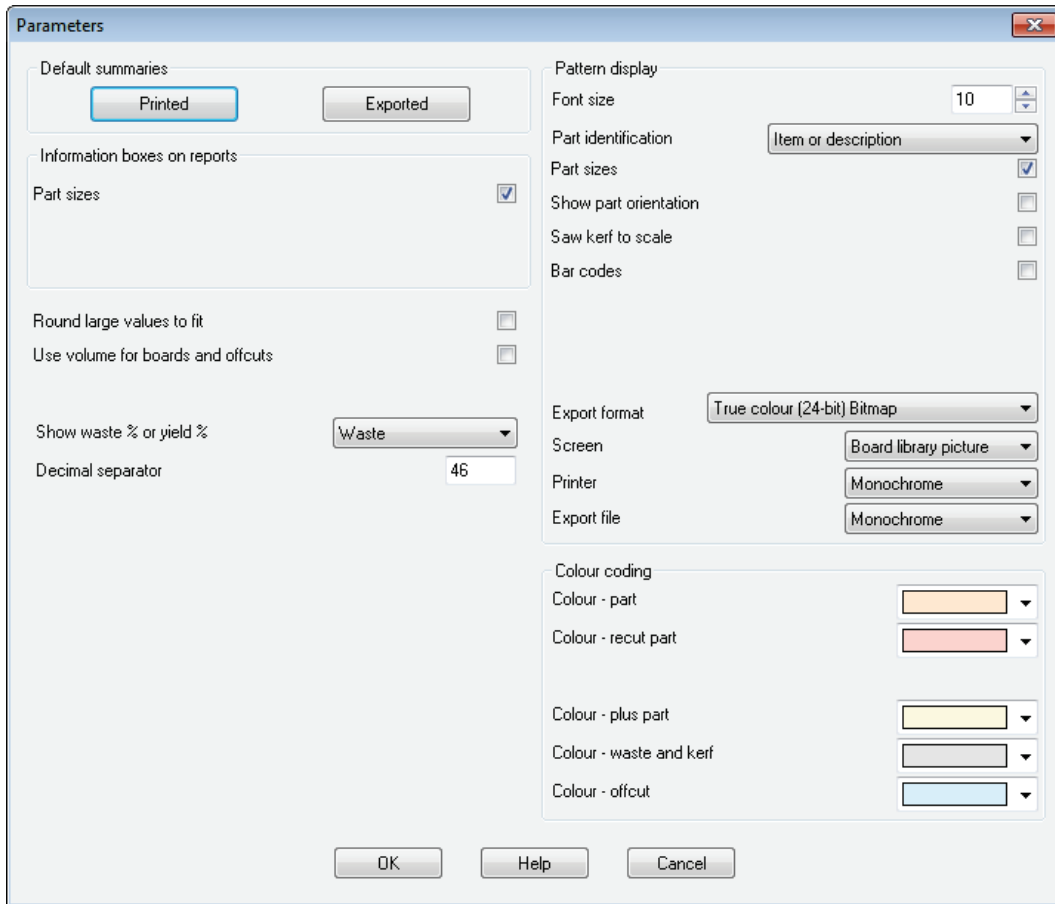 Parameters
Default summaries
Printed
Exported
Information boxes on reports
Part sizes
Round large values to fit
Use volume for boards and offcuts
Show waste % or yield %
Waste
Decimal separator
46
Pattern display
Font size
10
Part identification
Item or description
Part sizes
Show part orientation
Saw kerf to scale
Bar codes
Export format
True colour (24-bit) Bitmap
Screen
Board library picture
Printer
Monochrome
Export file
Monochrome
Colour coding
Colour - part
Colour - recut part
Colour - plus part
Colour - waste and kerf
Colour - offcut
OK
Help
Cancel